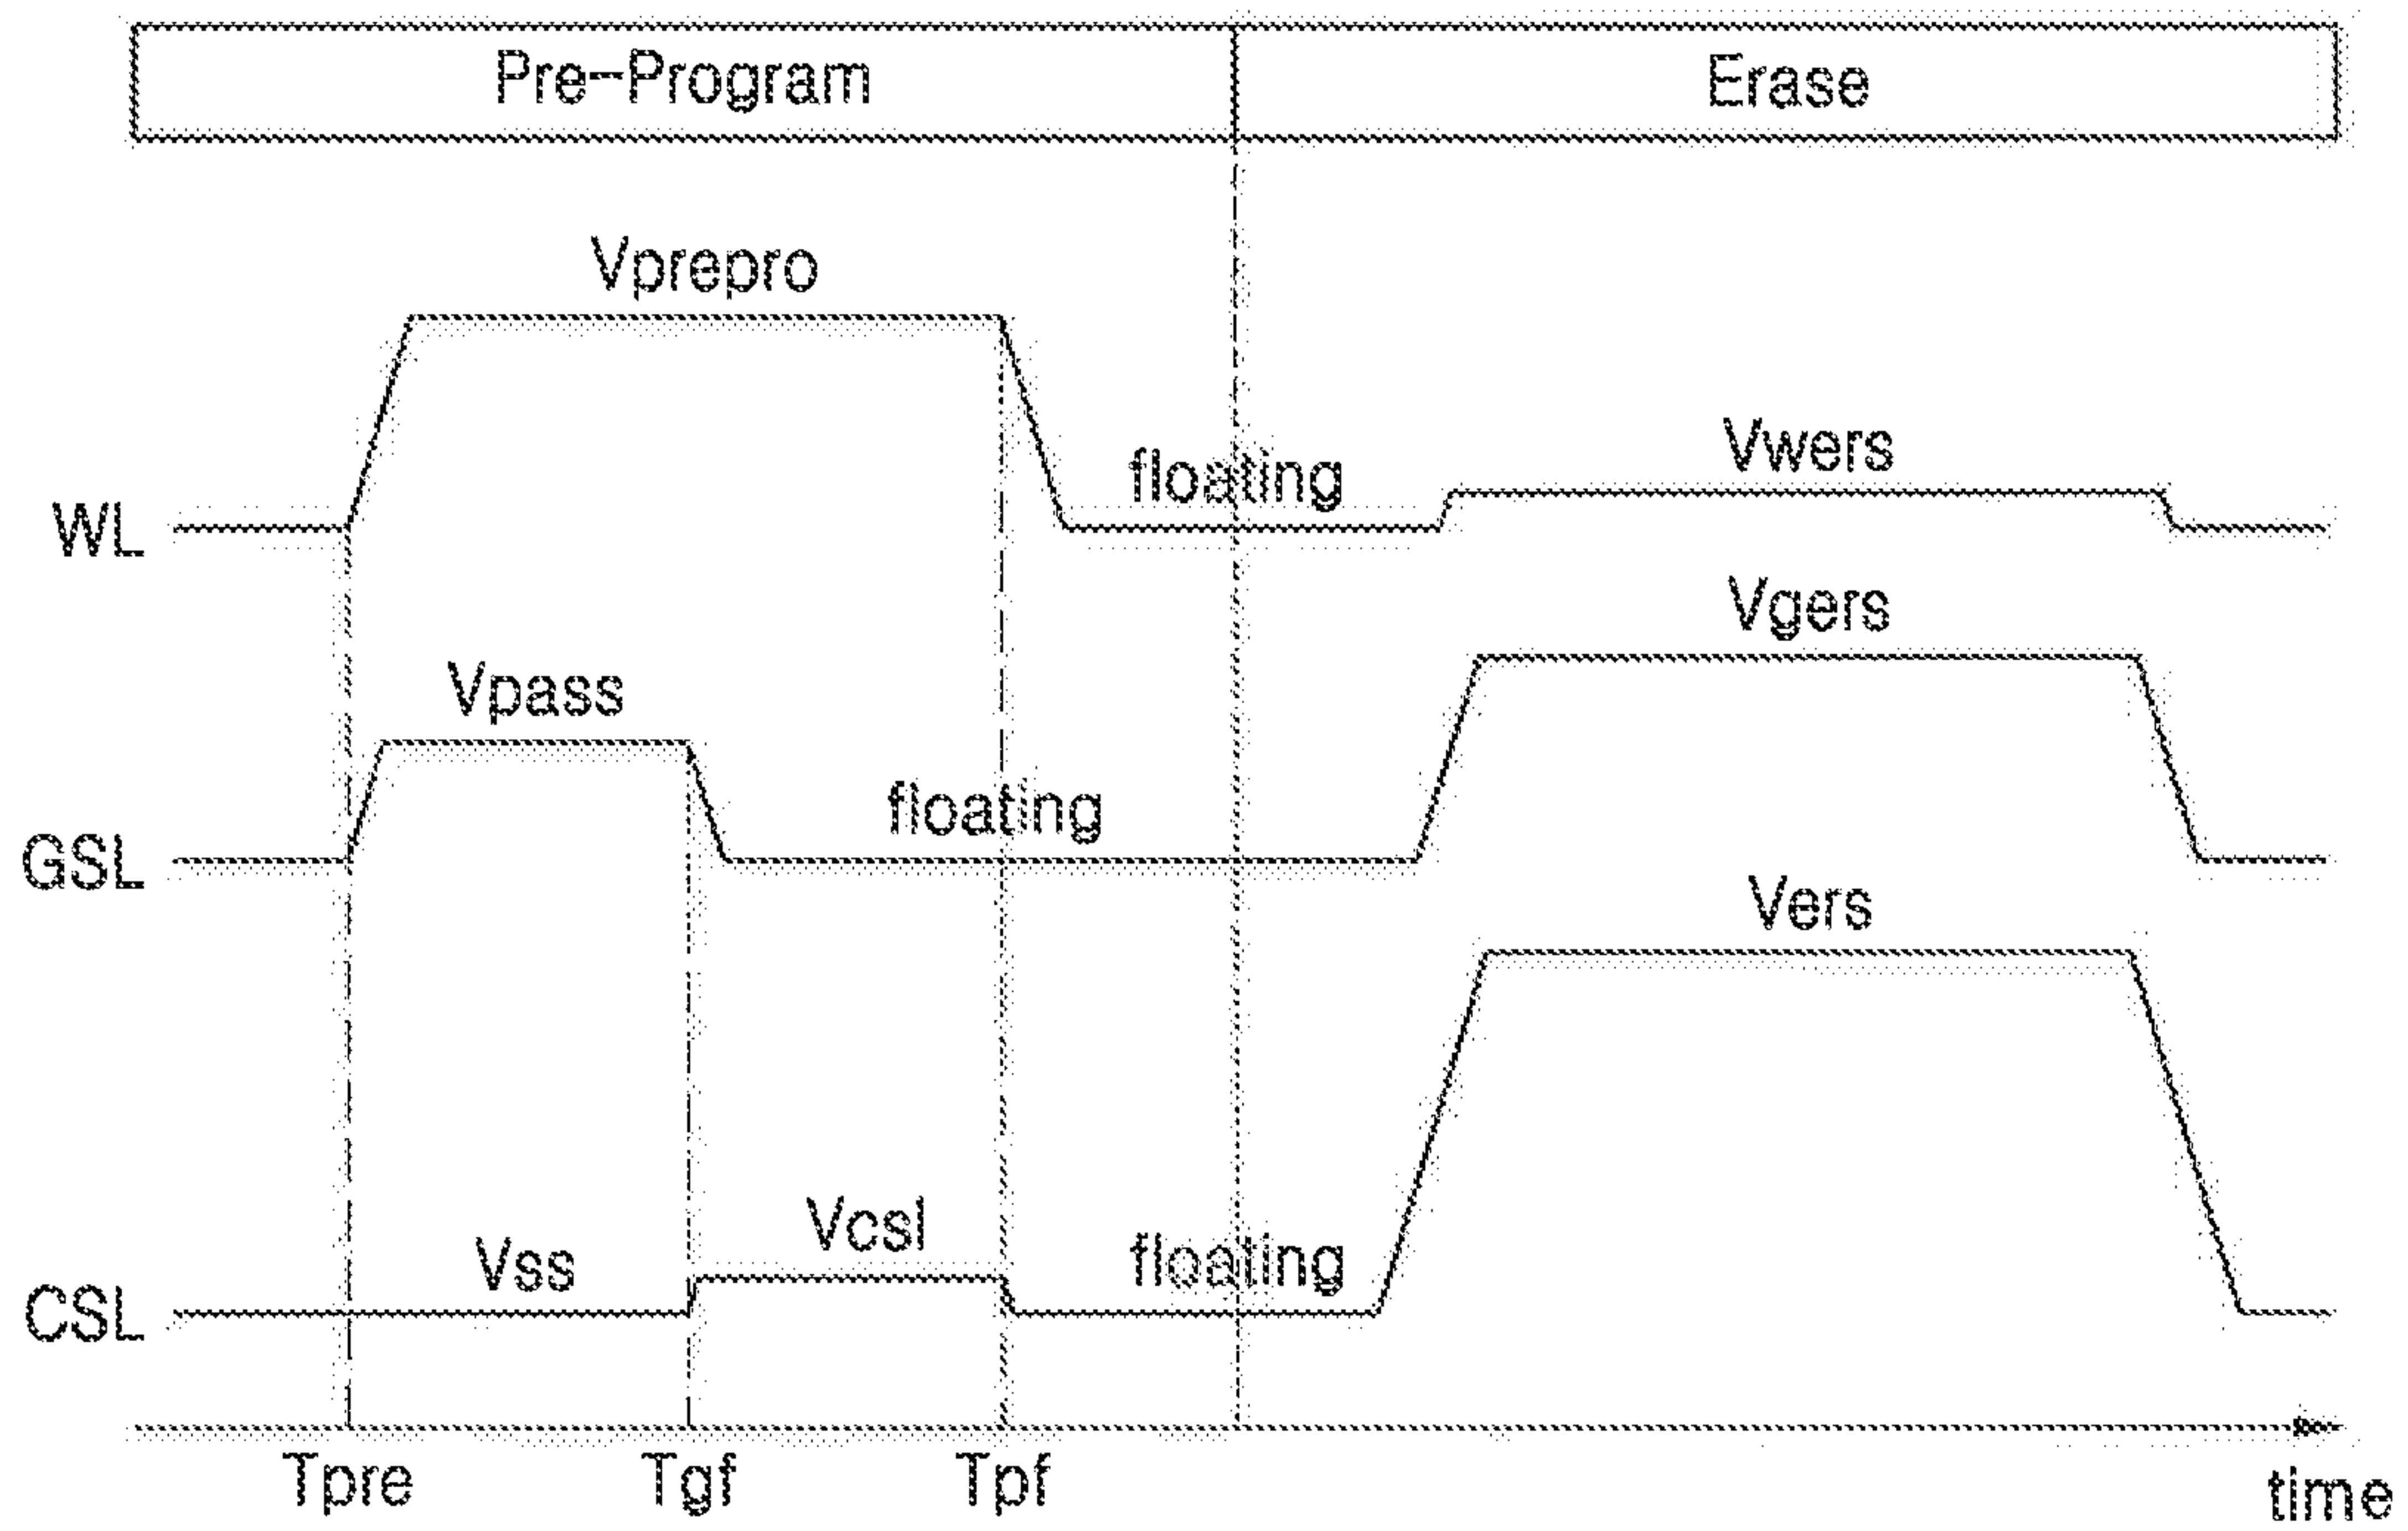 Pre-Program
Erase
Vprepro
floating
Vwers
WL
Vgers
Vpass
floating
GSL
Vers
Vcsl
Vss
floating
CSL
Tpre
Tgf
Tpf
time